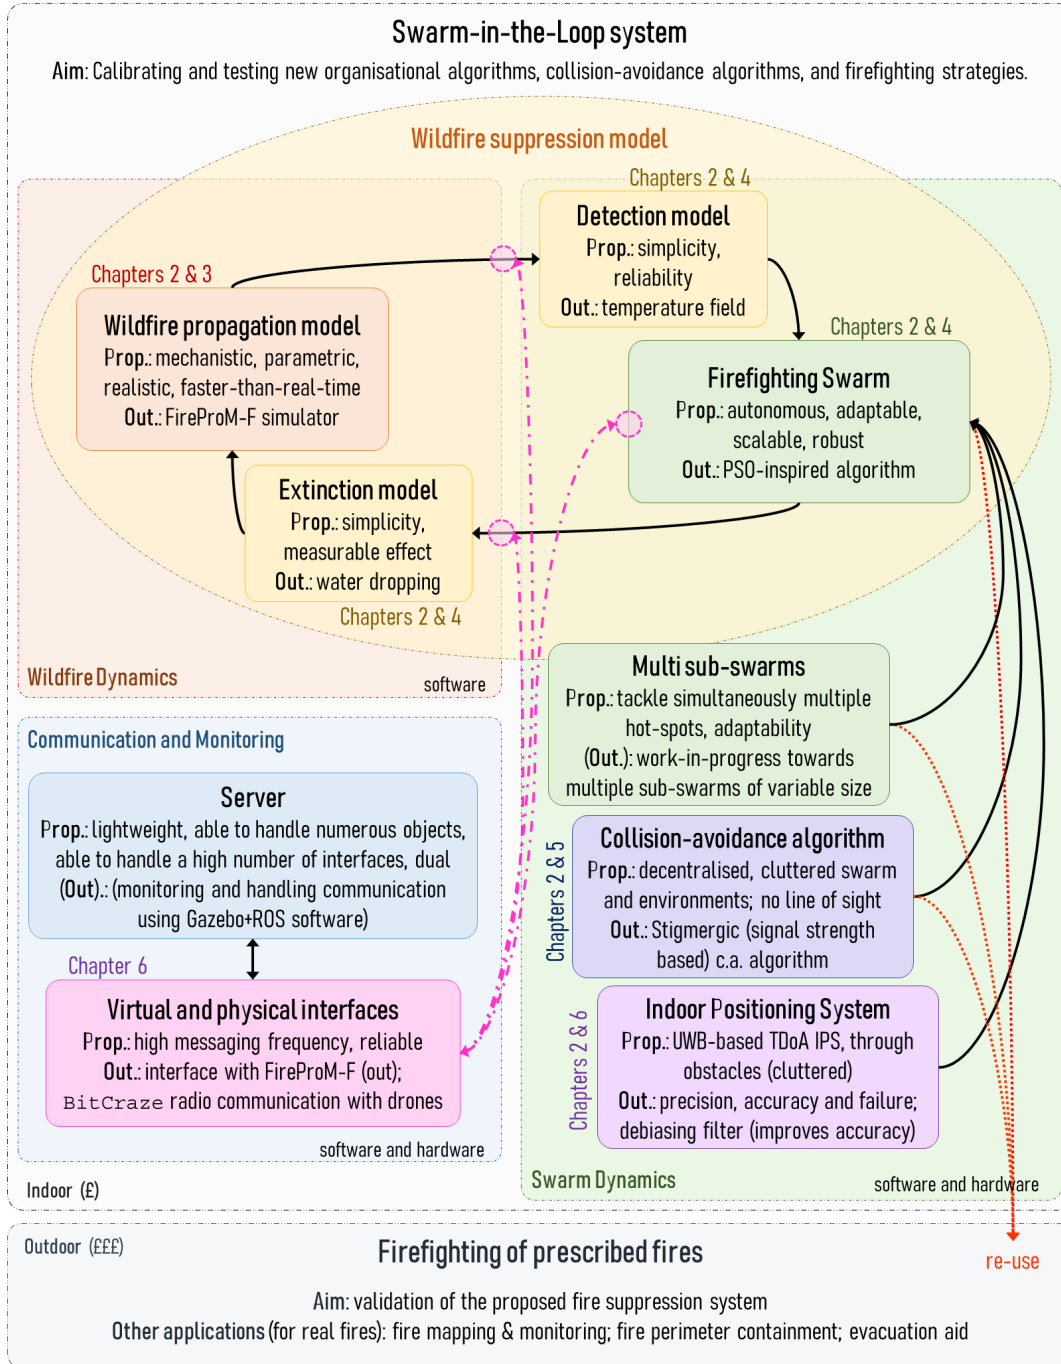 Swarm-in-the-Loop system
Aim: Calibrating and testing new organisational algorithms, collision-avoidance algorithms, and firefighting strategies.
Wildfire suppression model
Chapters 2 & 4
Detection model
Prop.: simplicity,
reliability
Out.: temperature field
Chapters 2 & 3
Wildfire propagation model
Prop.: mechanistic, parametric,
realistic, faster-than-real-time
Out.: FireProM-F simulator
Chapters 2 & 4
Firefighting Swarm
Prop.: autonomous, adaptable,
scalable, robust
Out.: PSO-inspired algorithm
Extinction model
Prop.: simplicity,
measurable effect
Out.: water dropping
Chapters 2 & 4
Wildfire Dynamics
software
Multi sub-swarms
Prop.: tackle simultaneously multiple
hot-spots, adaptability
(Out.): work-in-progress towards
multiple sub-swarms of variable size
Communication and Monitoring
Server
Prop.: lightweight, able to handle numerous objects,
able to handle a high number of interfaces, dual
(Out).: (monitoring and handling communication
using Gazebo+ROS software)
Chapters 2 & 5
Collision-avoidance algorithm
Prop.: decentralised, cluttered swarm
and environments; no line of sight
Out.: Stigmergic (signal strength
based) c.a. algorithm
Chapter 6
Virtual and physical interfaces
Prop.: high messaging frequency, reliable
Out.: interface with FireProM-F (out);
BitCraze radio communication with drones
software and hardware
Chapters 2 & 6
Indoor Positioning System
Prop.: UWB-based TDoA IPS, through
obstacles (cluttered)
Out.: precision, accuracy and failure;
debiasing filter (improves accuracy)
Swarm Dynamics
software and hardware
Indoor (£)
Outdoor (£££)
Firefighting of prescribed fires
re-use
Aim: validation of the proposed fire suppression system
Other applications (for real fires): fire mapping & monitoring; fire perimeter containment; evacuation aid